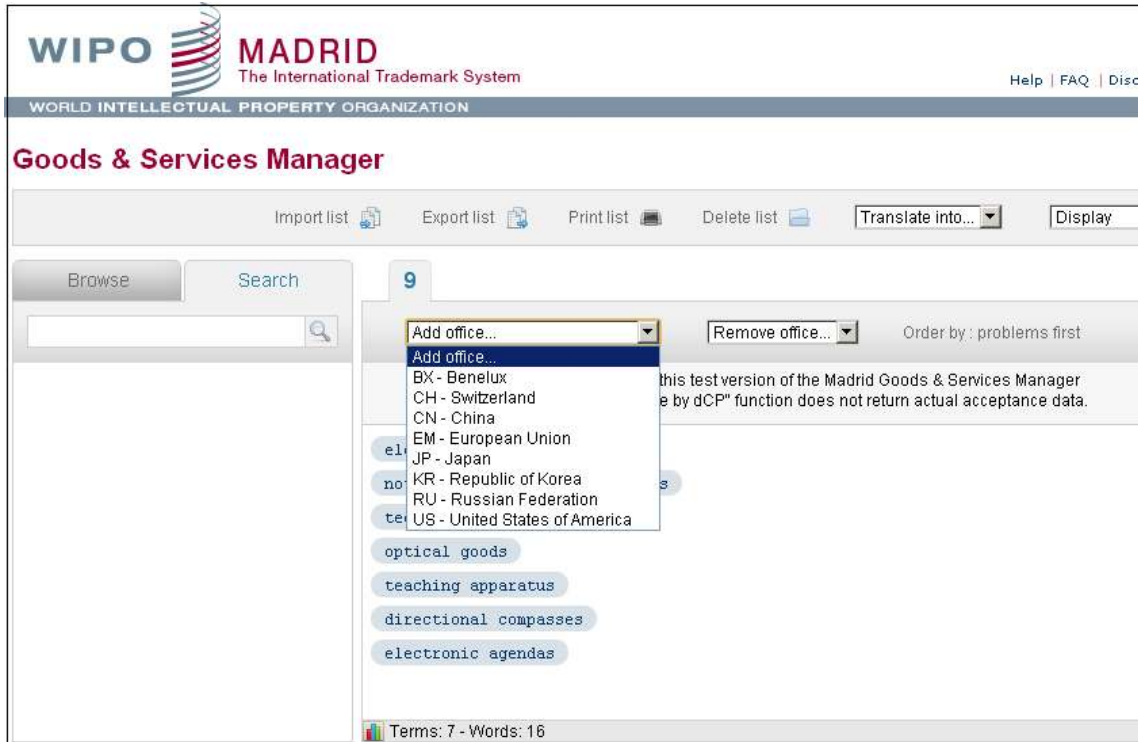 WIPO
MADRID
The International Trademark System
Help | FAQ |
WORLD INTELLECTUAL PROPERTY ORGANIZATION
Goods & Services Manager
Import list Export list Print list Delete list Translate into... Display
Browse Search 9
Add office... Remove office... Order by : problems first
Add office...
BX - Benelux
CH - Switzerland
CN - China
EM - European Union
JP - Japan
KR - Republic of Korea
RU - Russian Federation
US - United States of America
this test version of the Madrid Goods & Services Manager
by dCP" function does not return actual acceptance data.
optical goods
teaching apparatus
directional compasses
electronic agendas
Terms: 7 - Words: 16